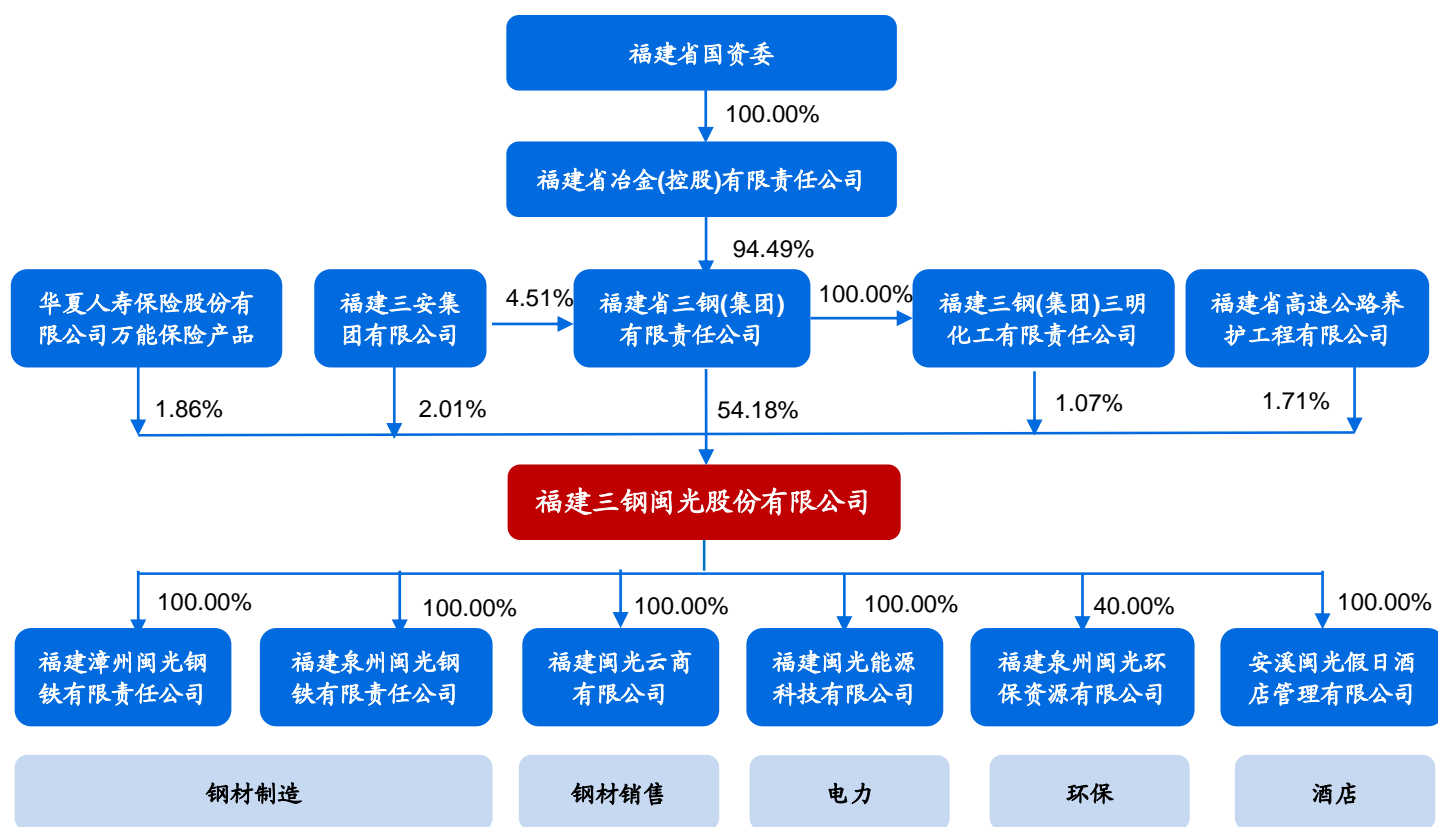 福建省国资委
100.00%
福建省冶金(控股)有限责任公司
94.49%
华夏人寿保险股份有
限公司万能保险产品
福建三安集
团有限公司
4.51%
福建省三钢(集团)
有限责任公司
100.00%
福建三钢(集团)三明
化工有限责任公司
福建省高速公路养
护工程有限公司
1.86%
2.01%
54.18%
1.07%
1.71%
福建三钢闽光股份有限公司
100.00%
100.00%
100.00%
100.00%
40.00%
100.00%
福建漳州闽光钢
铁有限责任公司
福建泉州闽光钢
铁有限责任公司
福建闽光云商
有限公司
福建闽光能源
科技有限公司
福建泉州闽光环
保资源有限公司
安溪闽光假日酒
店管理有限公司
钢材制造
钢材销售
电力
环保
酒店